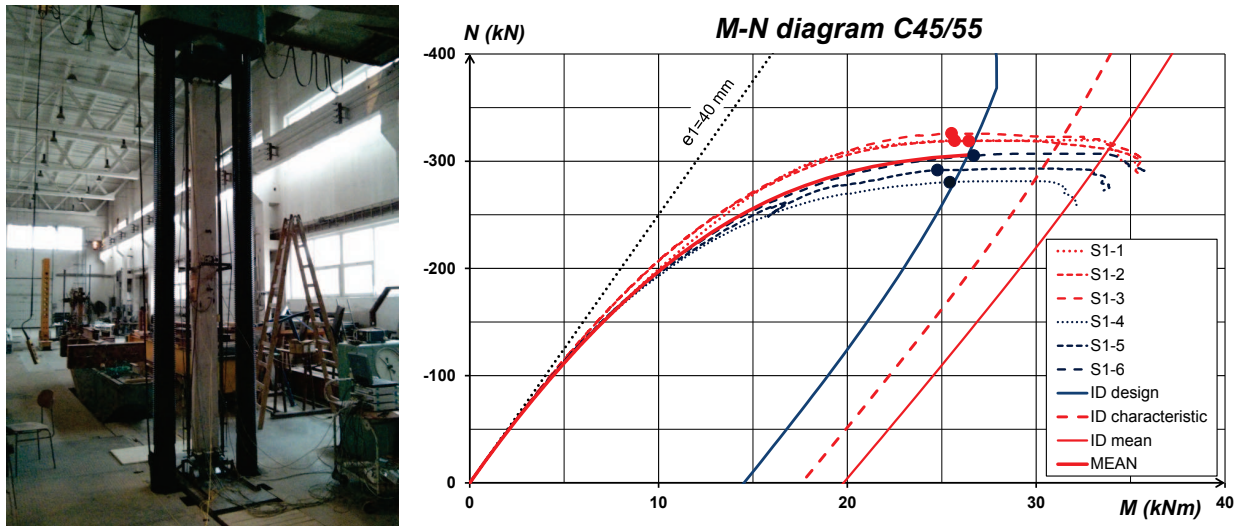 M-N diagram C45/55
N (kN)
-400
-300
-200
-100
0
e1=40 mm
S1-1
S1-2
S1-3
S1-4
S1-5
S1-6
ID design
ID characteristic
ID mean
MEAN
0 10 20 30 40
M (kNm)